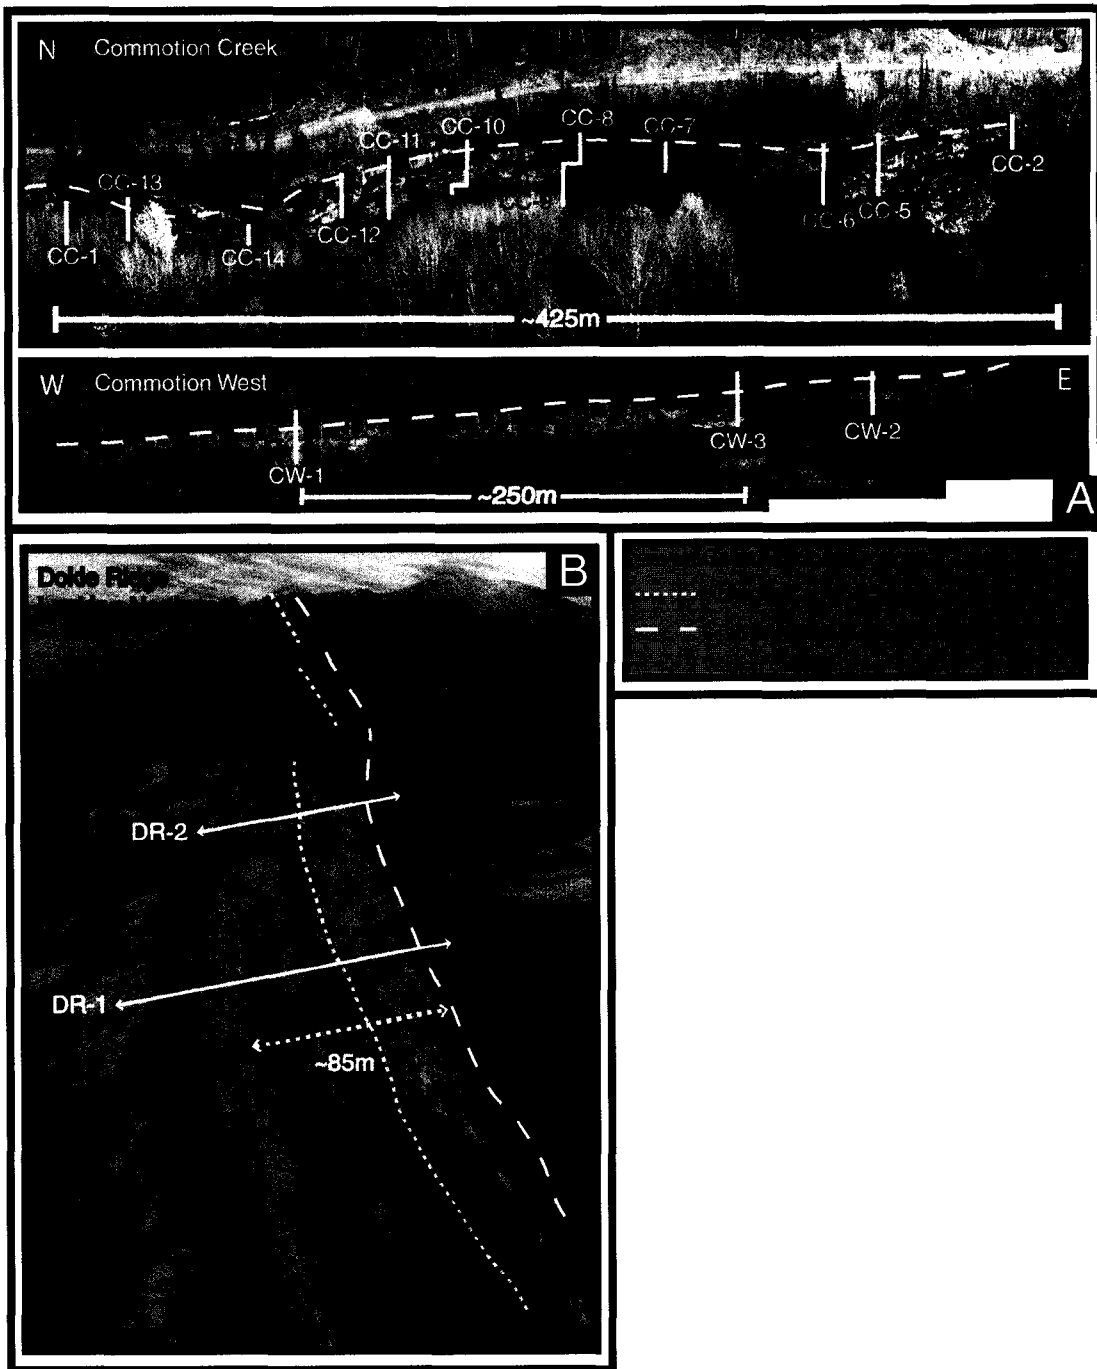 N Commotion Creek S
CC-8
CC-10
CC-7
CC-11
CC-2
CC-13
CC-5
CC-6
CC-12
CC-14
CC-1
~425m
W Commotion West E
CW-3
CW-2
CW-1
~250m
A
Dokie Ridge B
DR-2
DR-1
~85m